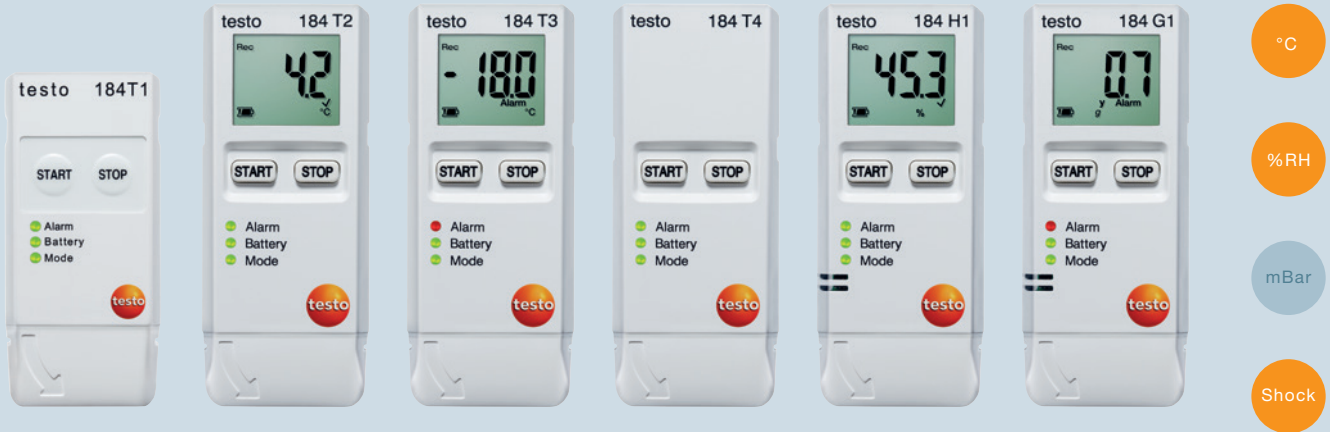 testo 184T1
START STOP
Alarm
Battery
Mode
testo
testo 184 T2
Rec
4.2
°C
START STOP
Alarm
Battery
Mode
testo
testo 184 T3
Rec
- 18.0
Alarm
°C
START STOP
Alarm
Battery
Mode
testo
testo 184 T4
START STOP
Alarm
Battery
Mode
testo
testo 184 H1
Rec
45.3
%
START STOP
Alarm
Battery
Mode
testo
testo 184 G1
Rec
0.7
y Alarm
g
START STOP
Alarm
Battery
Mode
testo
°C
%RH
mBar
Shock